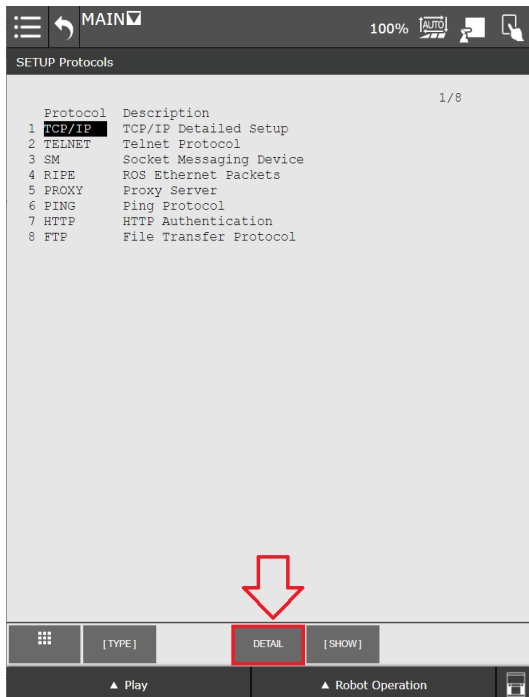 MAIN
100%
AUTO
SETUP Protocols
1/8
Protocol Description
1 TCP/IP TCP/IP Detailed Setup
2 TELNET Telnet Protocol
3 SM Socket Messaging Device
4 RIPE ROS Ethernet Packets
5 PROXY Proxy Server
6 PING Ping Protocol
7 HTTP HTTP Authentication
8 FTP File Transfer Protocol
[ TYPE ] DETAIL [ SHOW ]
▲ Play ▲ Robot Operation